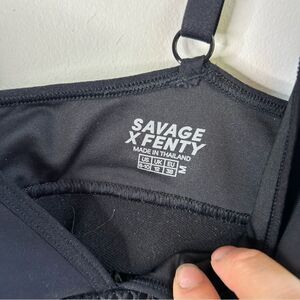 SAVAGE
X FENTY
MADE IN THAILAND
US UK EU
M